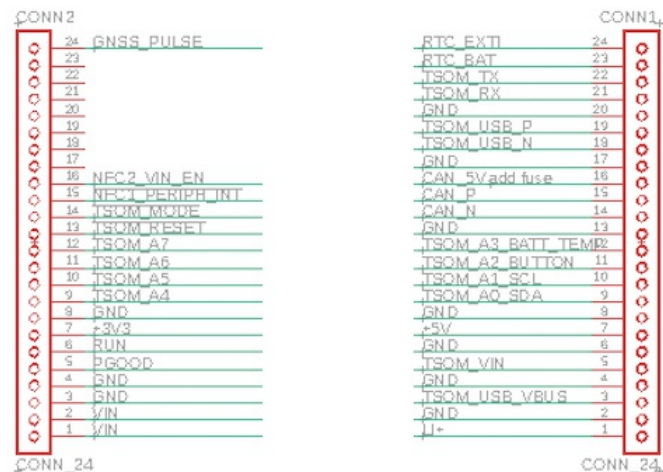 CONN2 CONN1
24 GNSS_PULSE RTC_EXTI 24
23 RTC_BAT 23
22 TSOM_TX 22
21 TSOM_RX 21
20 GND 20
19 TSOM_USB_P 19
18 TSOM_USB_N 18
17 GND 17
16 NFC2_VIN_EN CAN_5V add fuse 16
15 NFC1_PERIPH_INT CAN_P 15
14 TSOM_MODE CAN_N 14
13 TSOM_RESET GND 13
12 TSOM_A7 TSOM_A3_BATT_TEMP 12
11 TSOM_A6 TSOM_A2_BUTTON 11
10 TSOM_A5 TSOM_A1_SCL 10
9 TSOM_A4 TSOM_A0_SDA 9
8 GND GND 8
7 +3V3 +5V 7
6 RUN GND 6
5 PGOOD TSOM_VIN 5
4 GND GND 4
3 GND TSOM_USB_VBUS 3
2 VIN GND 2
1 VIN LI+ 1
CONN_24 CONN_24